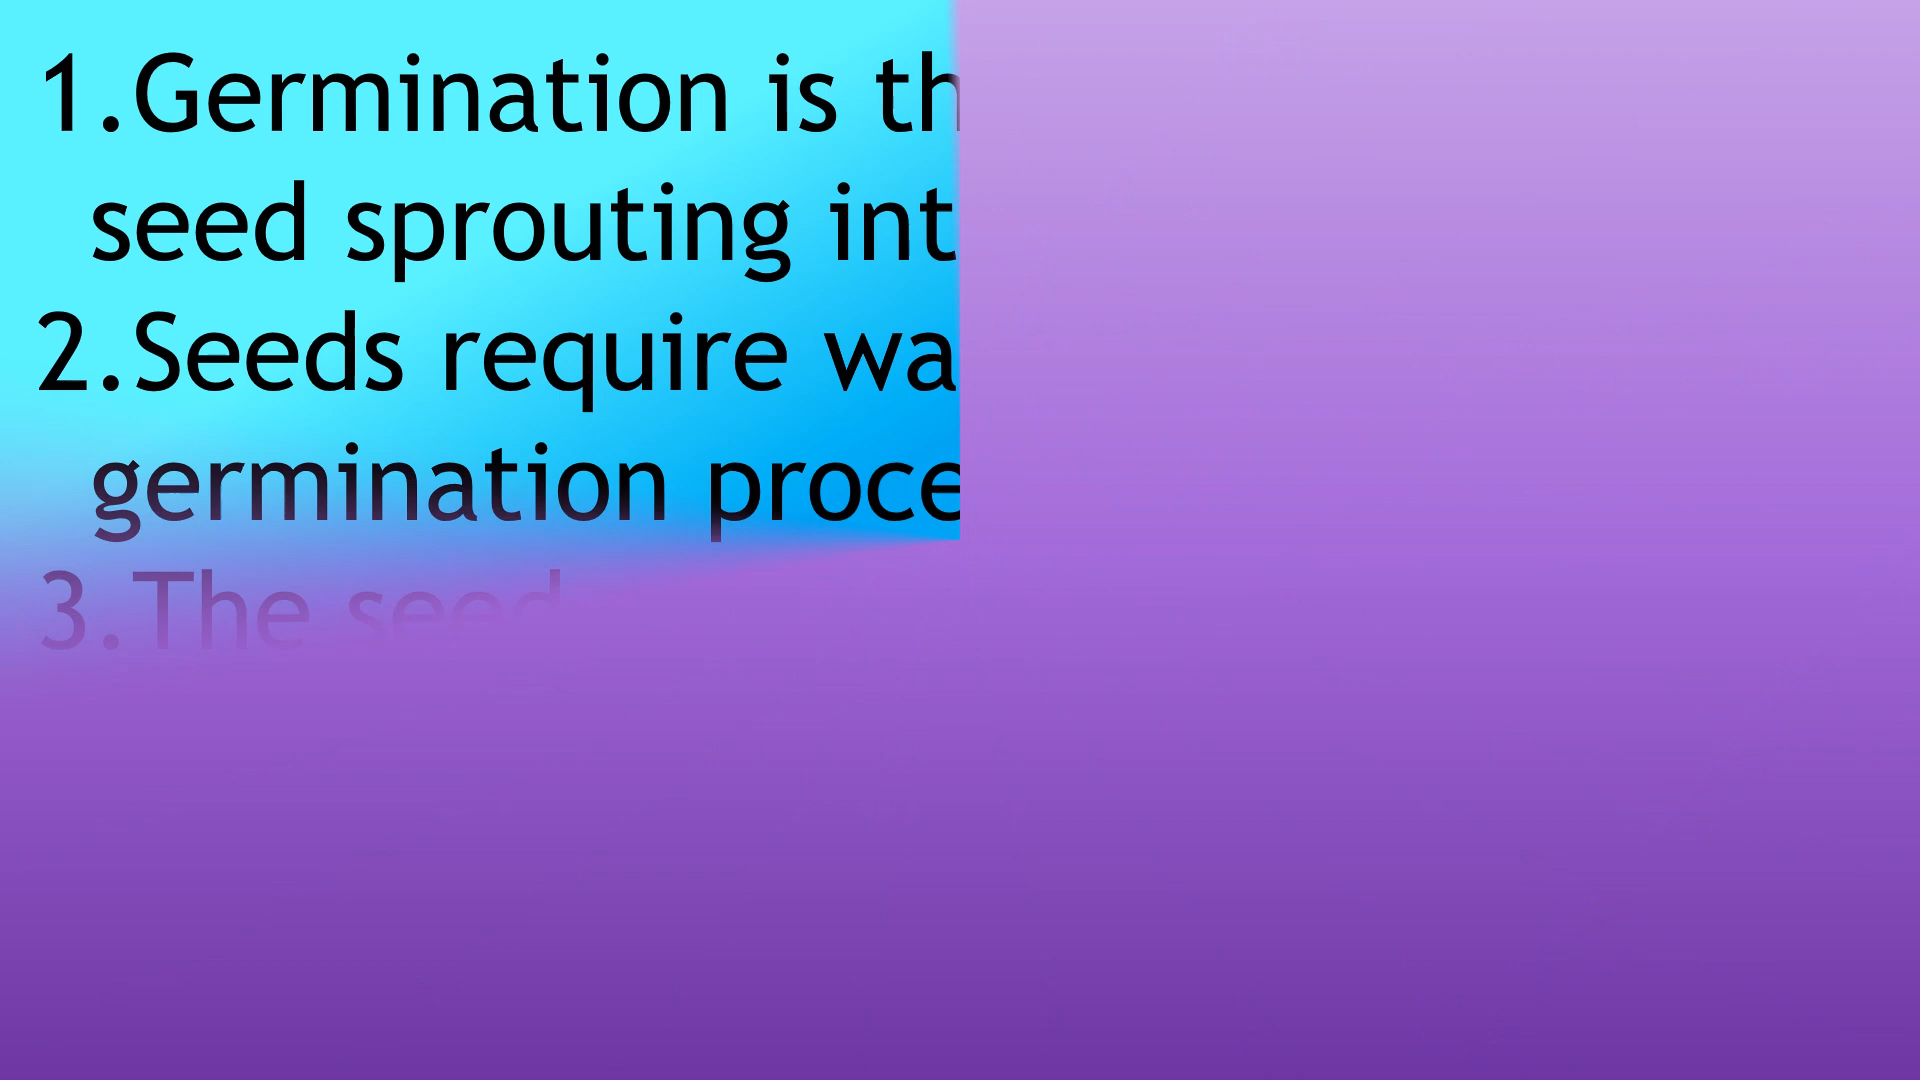 1.Germination is th
seed sprouting int
2.Seeds require wa
germination proce
3.The seed